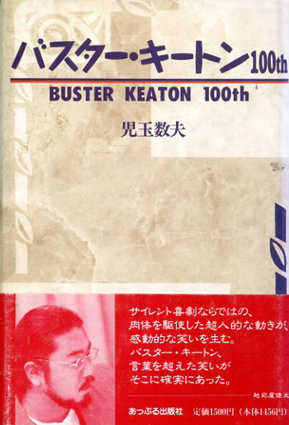 バスター・キートン100th
BUSTER KEATON 100th
児玉数夫
サイレント喜劇ならではの、
肉体を駆使した超人的な動きが、
感動的な笑いを生む。
バスター・キートン、
言葉を超えた笑いが
そこに確実にあった。
越前屋俵太
あっぷる出版社 定価1500円(本体1456円)